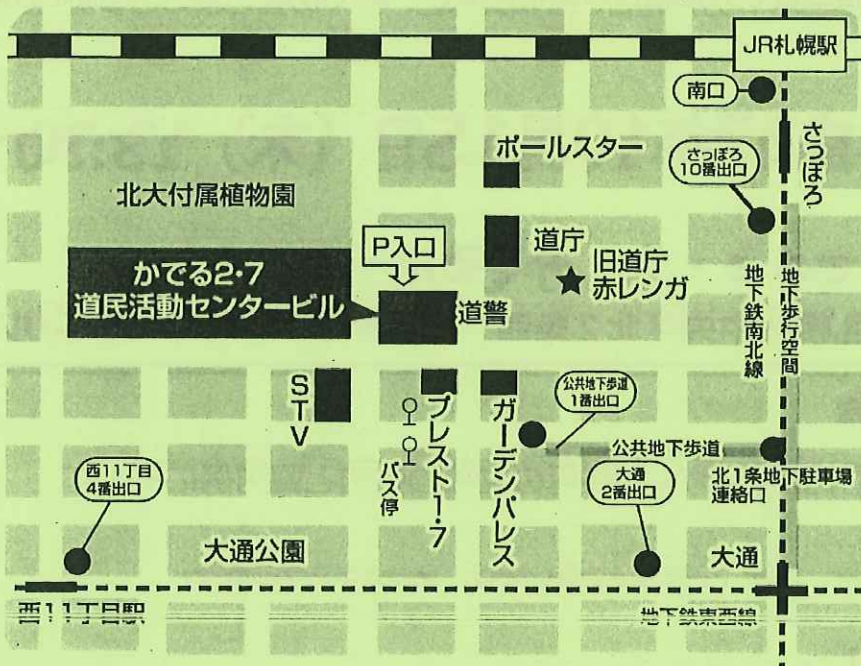 JR札幌駅
南口
さっぽろ
さっぽろ
10番出口
ポールスター
北大付属植物園
P入口
道庁
旧道庁
赤レンガ
かでる2・7
道民活動センタービル
道警
地下鉄南北線
地下歩行空間
STV
プレスト1・7
ガーデンパレス
公共地下歩道
1番出口
バス停
公共地下歩道
西11丁目
4番出口
大通
2番出口
北1条地下駐車場
連絡口
大通公園
大通
西11丁目駅
地下鉄東西線